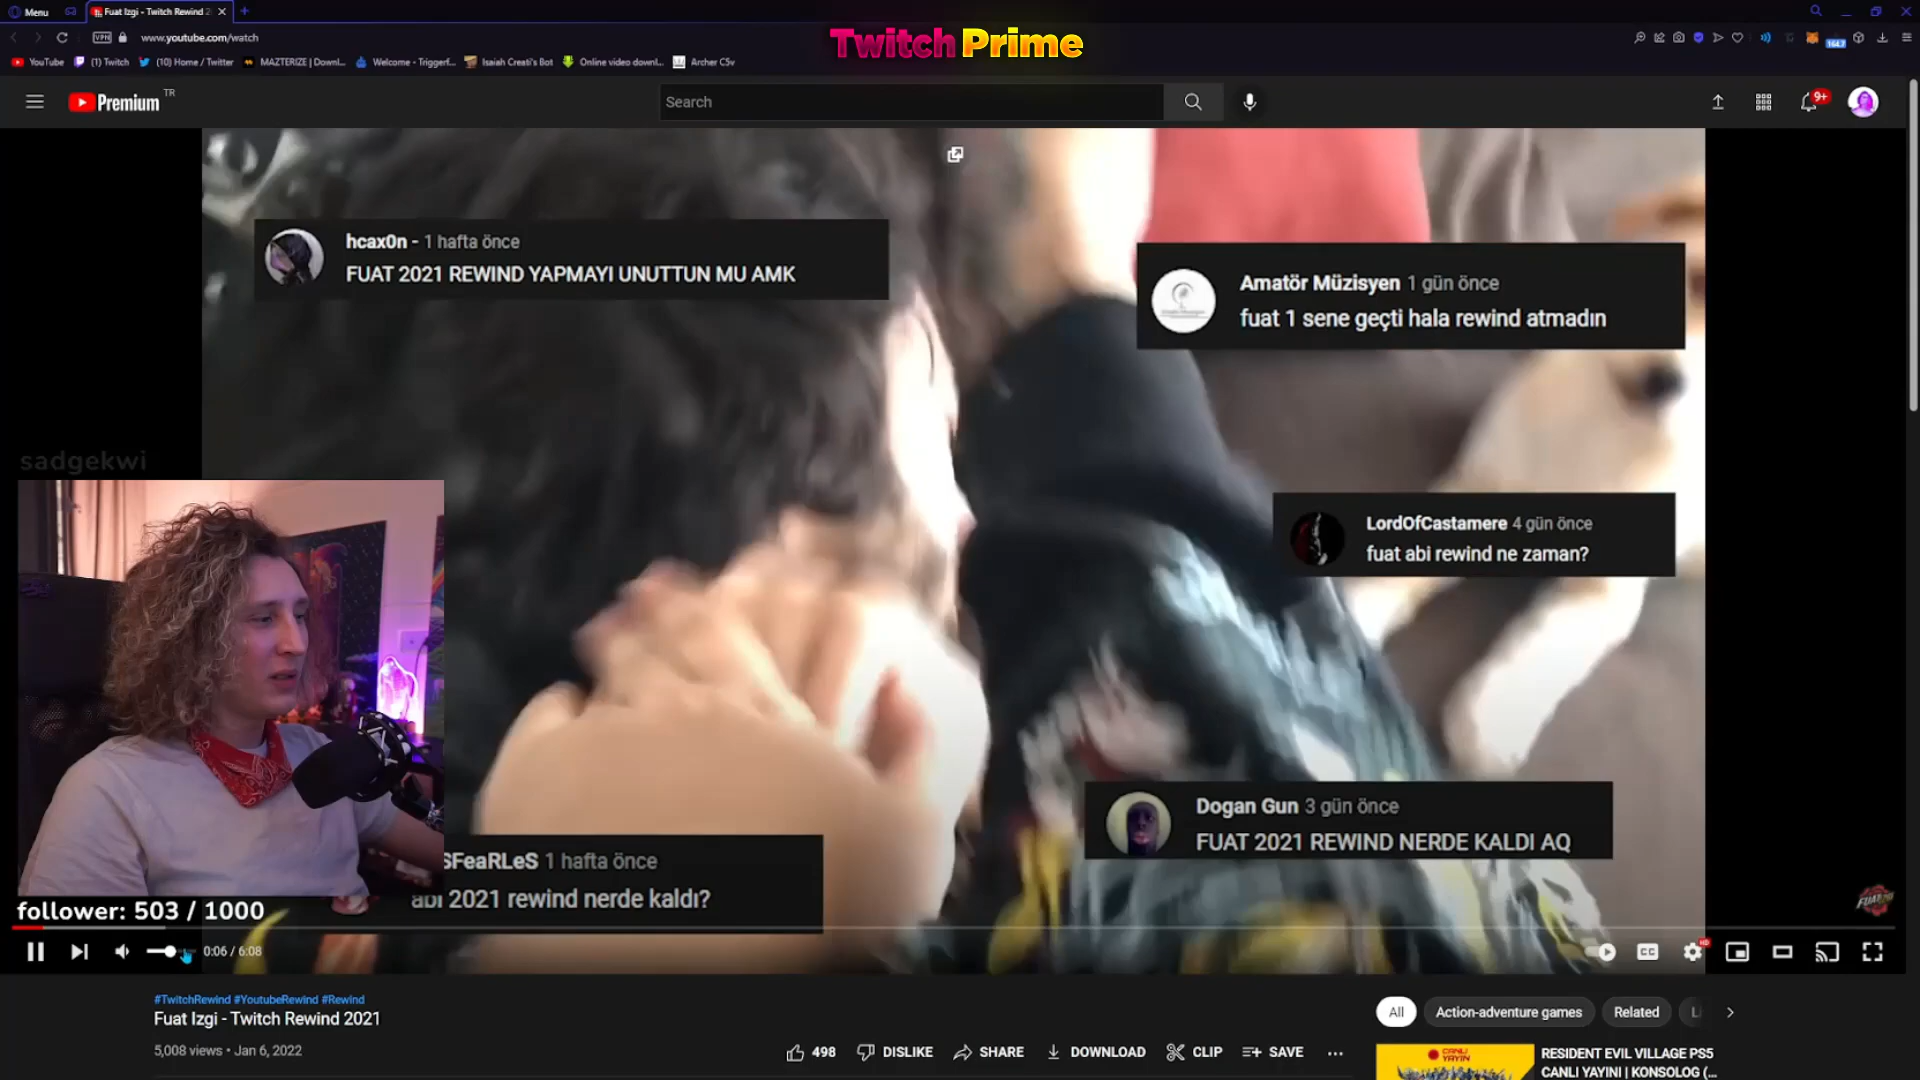 Menu
Fuat Izgi - Twitch Rewind 2
VPN
www.youtube.com/watch
Twitch Prime
YouTube
(1) Twitch
(10) Home / Twitter
MAZTERIZE | Downl...
Welcome - Triggerf...
Isaiah Creati's Bot
Online video downl...
Archer C5v
Premium TR
Search
9+
hcax0n - 1 hafta önce
FUAT 2021 REWIND YAPMAYI UNUTTUN MU AMK
Amatör Müzisyen 1 gün önce
fuat 1 sene geçti hala rewind atmadın
sadgekwi
LordOfCastamere 4 gün önce
fuat abi rewind ne zaman?
Dogan Gun 3 gün önce
FUAT 2021 REWIND NERDE KALDI AQ
SFeaRLeS 1 hafta önce
abi 2021 rewind nerde kaldı?
follower: 503 / 1000
0:06 / 6:08
CC
HD
#TwitchRewind #YoutubeRewind #Rewind
Fuat Izgi - Twitch Rewind 2021
5,008 views • Jan 6, 2022
498
DISLIKE
SHARE
DOWNLOAD
CLIP
SAVE
All
Action-adventure games
Related
CANLI
YAYIN
RESIDENT EVIL VILLAGE PS5
CANLI YAYINI | KONSOLOG (...